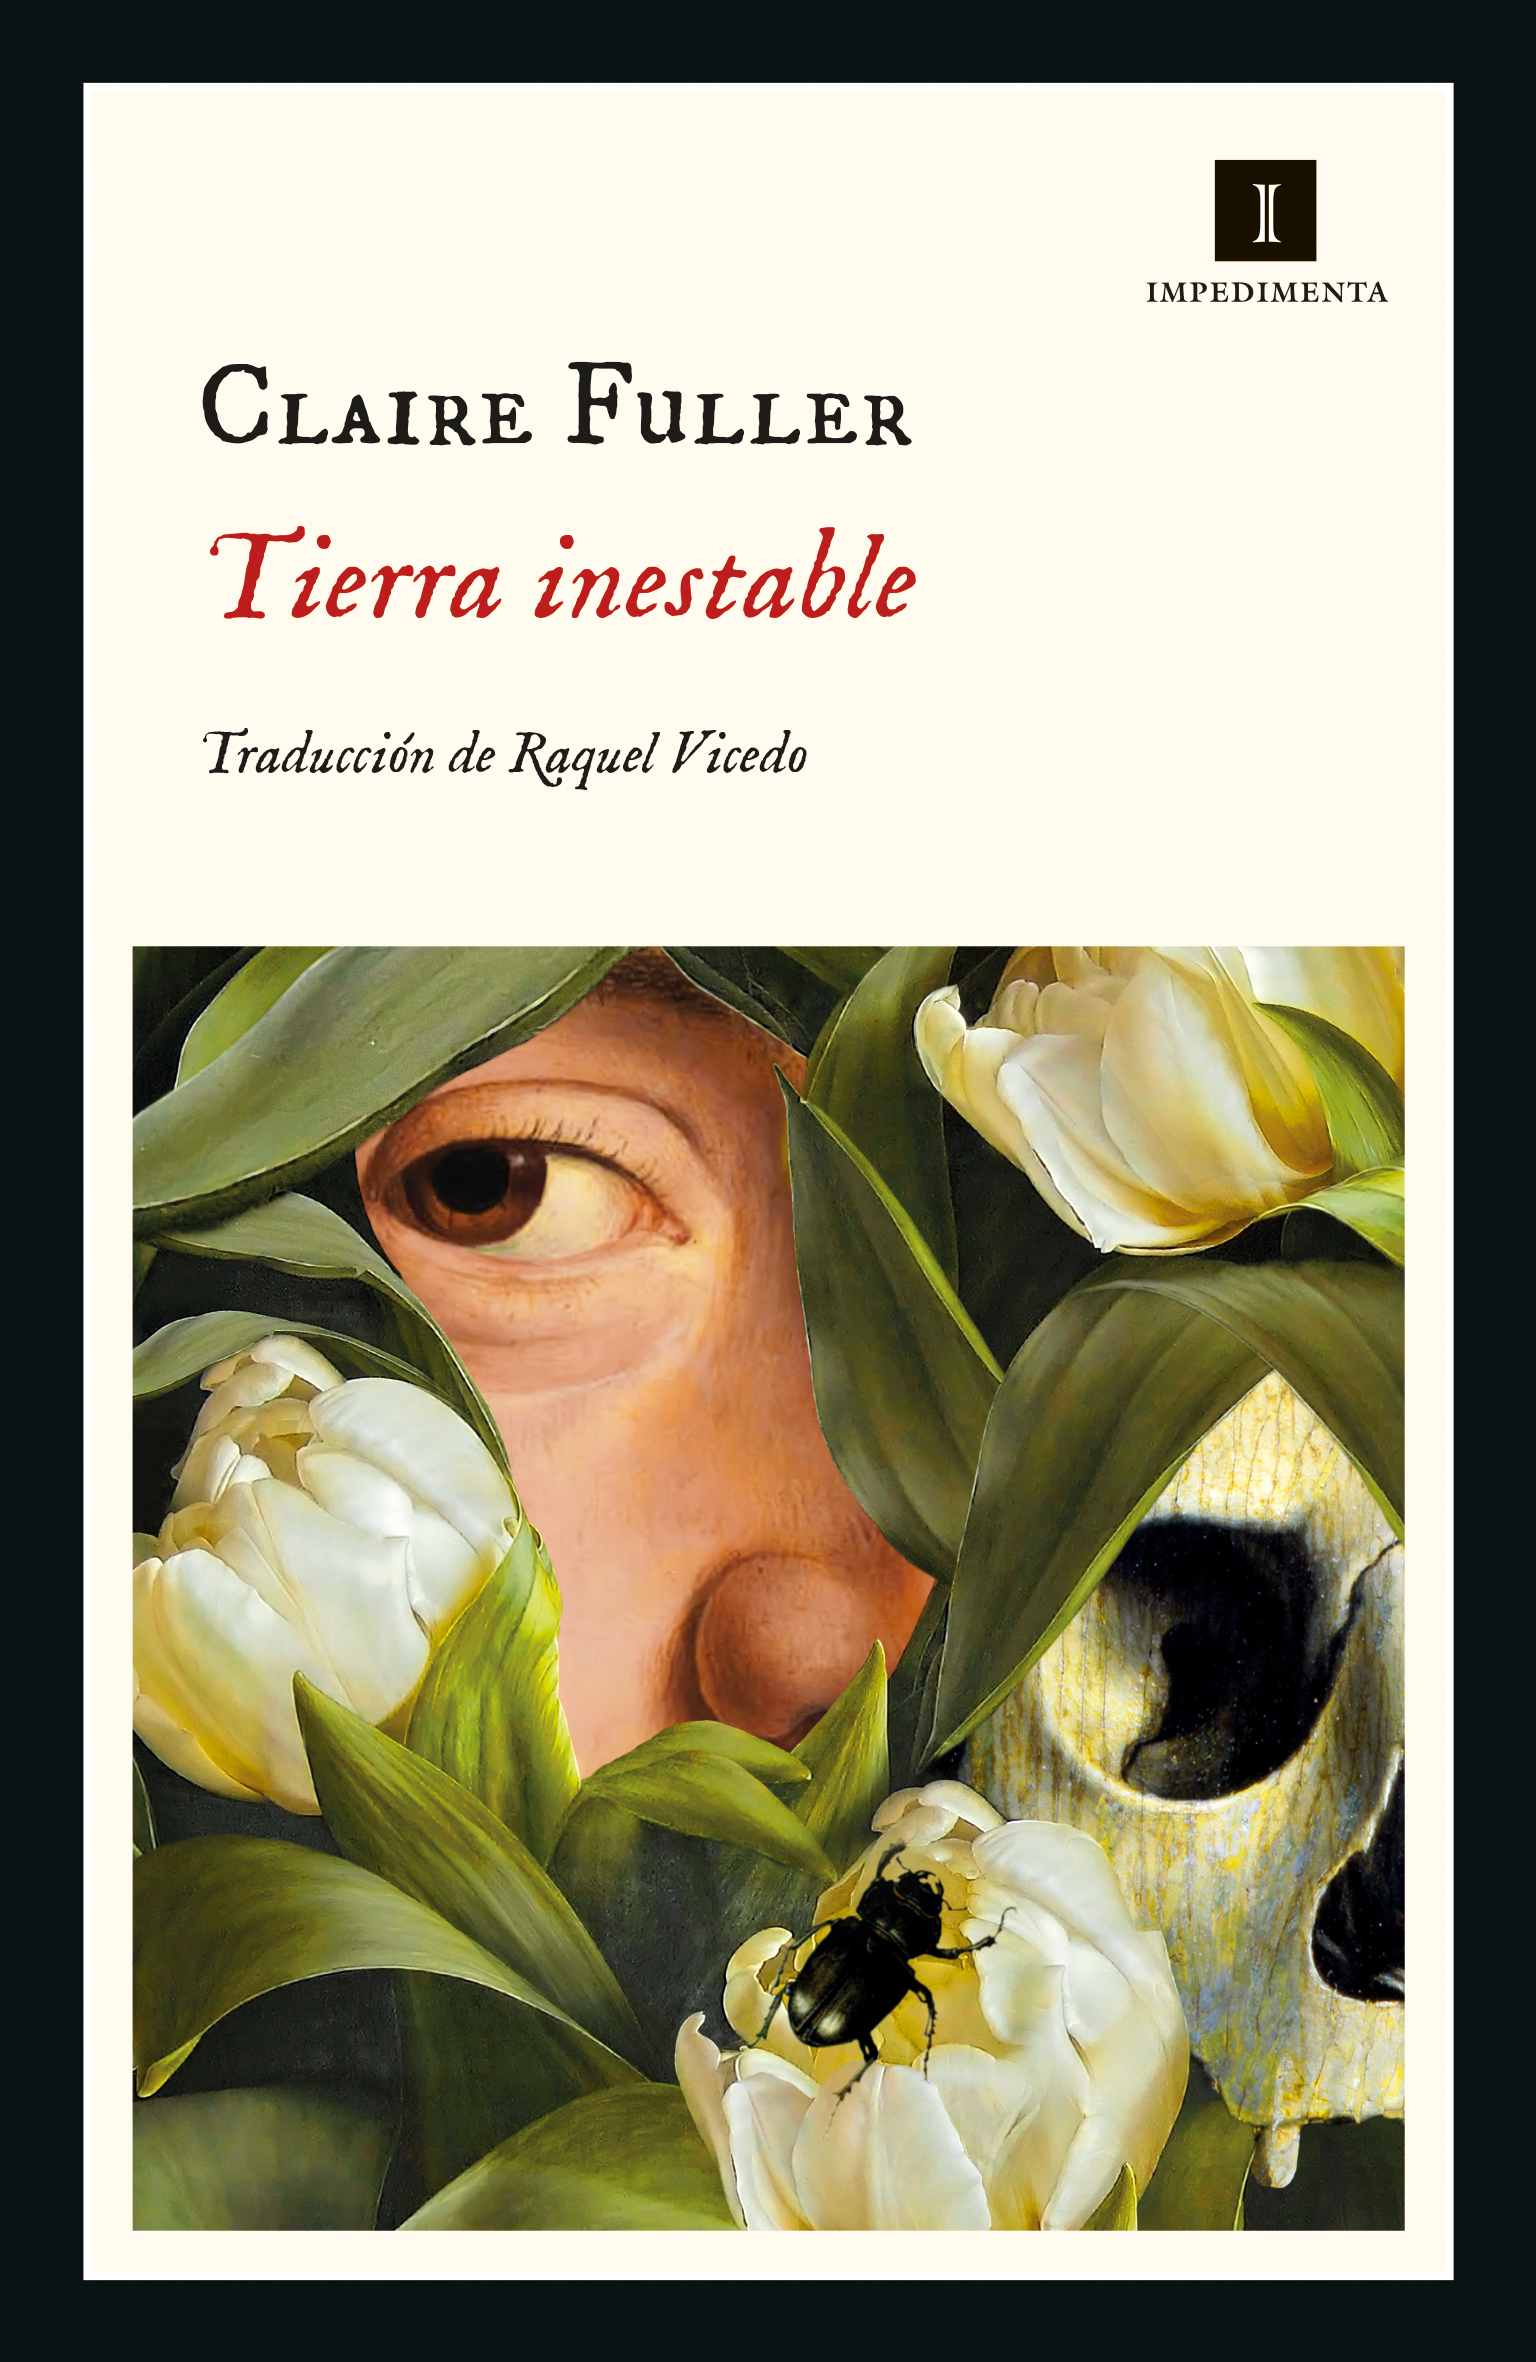 I
IMPEDIMENTA
Claire Fuller
Tierra inestable
Traducción de Raquel Vicedo